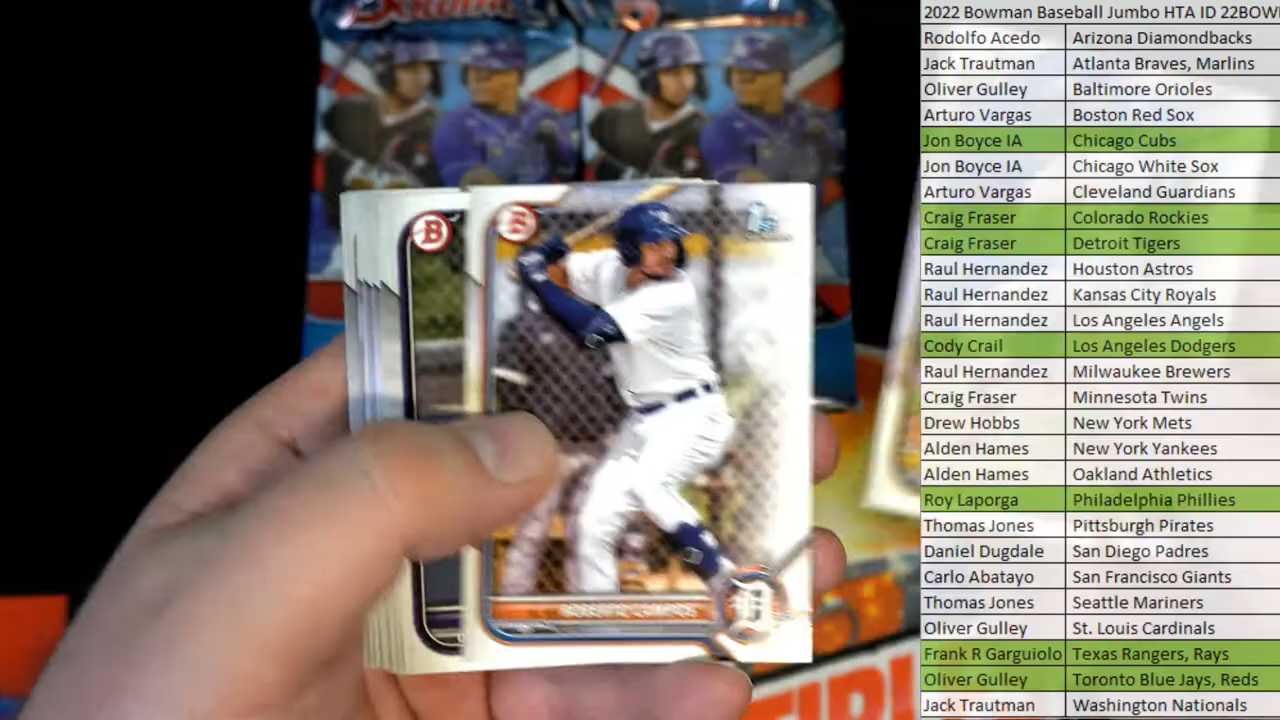 2022 Bowman Baseball Jumbo HTA ID 22BOW
Rodolfo Acedo Arizona Diamondbacks
Jack Trautman Atlanta Braves, Marlins
Oliver Gulley Baltimore Orioles
Arturo Vargas Boston Red Sox
Jon Boyce IA Chicago Cubs
Jon Boyce IA Chicago White Sox
Arturo Vargas Cleveland Guardians
Craig Fraser Colorado Rockies
Craig Fraser Detroit Tigers
Raul Hernandez Houston Astros
Raul Hernandez Kansas City Royals
Raul Hernandez Los Angeles Angels
Cody Crail Los Angeles Dodgers
Raul Hernandez Milwaukee Brewers
Craig Fraser Minnesota Twins
Drew Hobbs New York Mets
Alden Hames New York Yankees
Alden Hames Oakland Athletics
Roy Laporga Philadelphia Phillies
Thomas Jones Pittsburgh Pirates
Daniel Dugdale San Diego Padres
Carlo Abatayo San Francisco Giants
Thomas Jones Seattle Mariners
Oliver Gulley St. Louis Cardinals
Frank R Garguiolo Texas Rangers, Rays
Oliver Gulley Toronto Blue Jays, Reds
Jack Trautman Washington Nationals
B
B
D